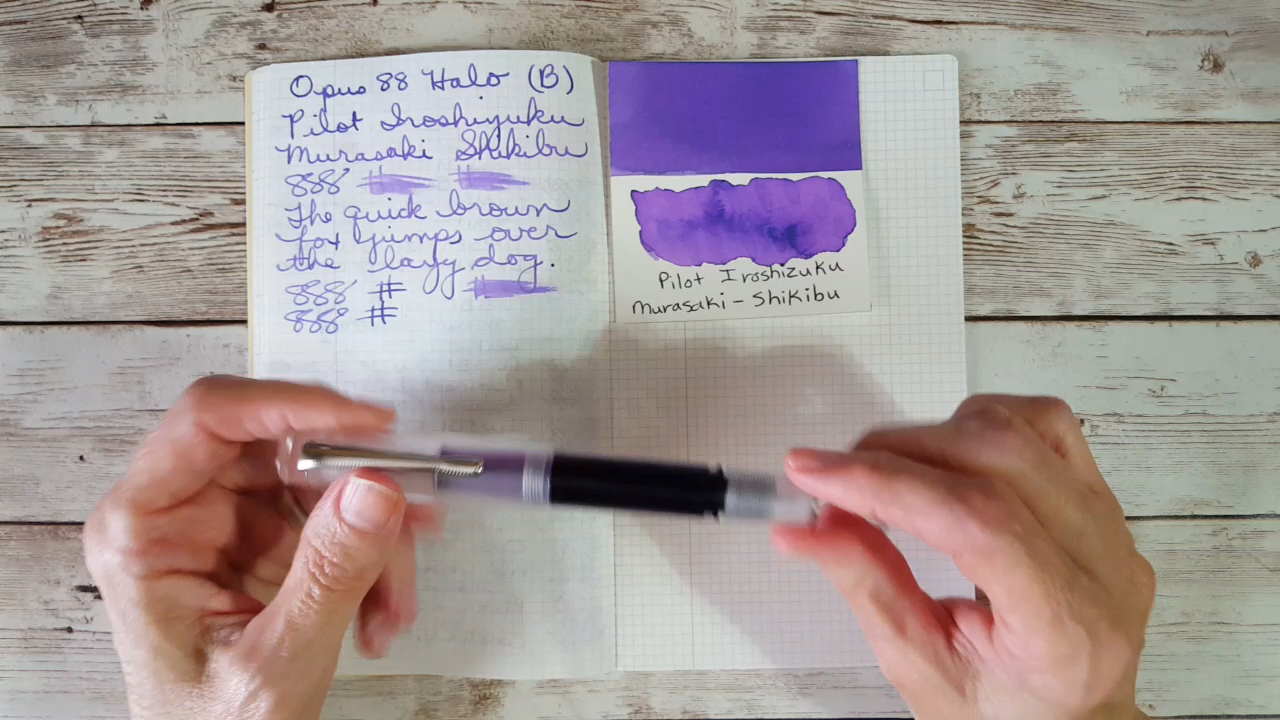 Opus 88 Halo (B)
Pilot Iroshiyuku
Murasaki Shikibu
888 # #
The quick brown
fox jumps over
the lazy dog.
888 #
888 #
Pilot Iroshizuku
Murasaki-Shikibu